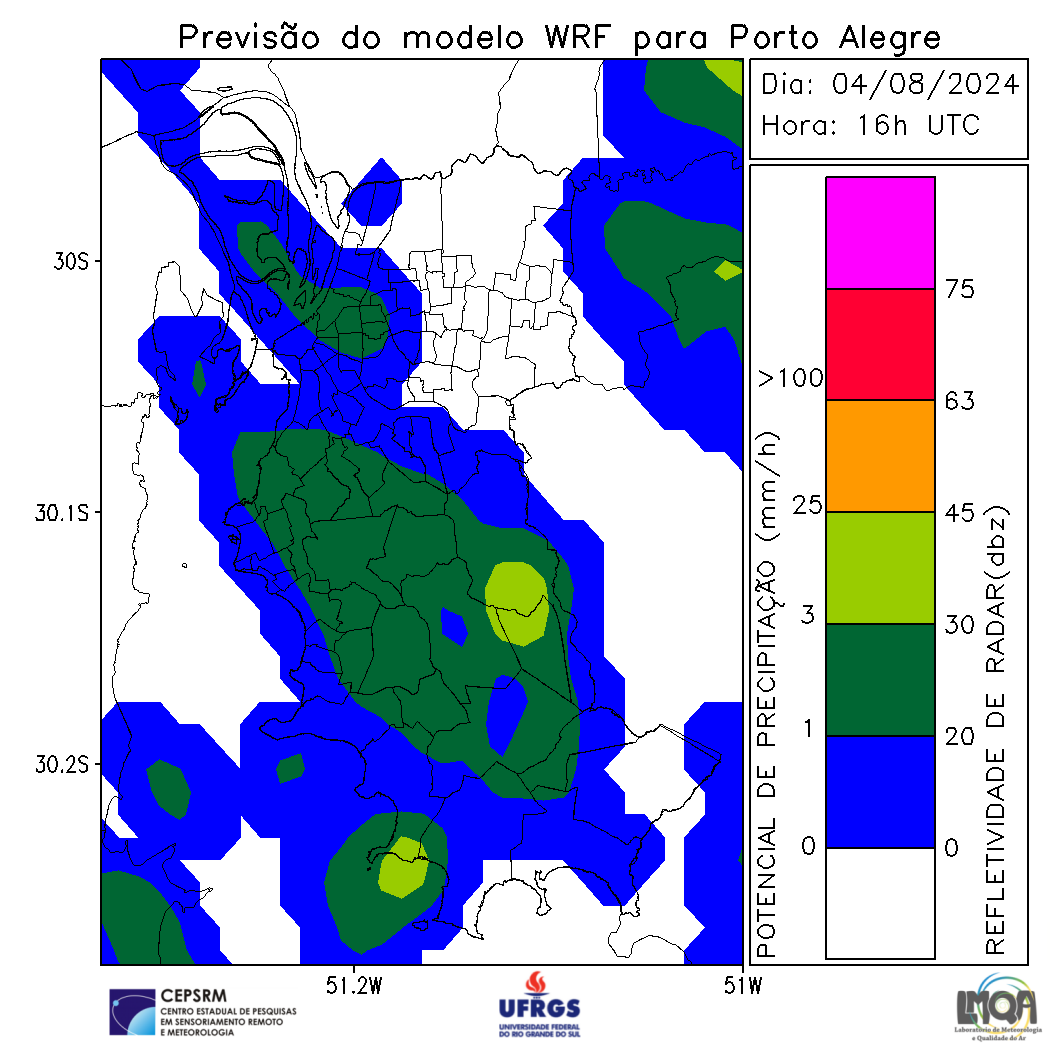 Previsão do modelo WRF para Porto Alegre
Dia: 04/08/2024
Hora: 16h UTC
30S
30.1S
30.2S
51.2W
51W
POTENCIAL DE PRECIPITAÇÃO (mm/h)
>100
25
3
1
0
75
63
45
30
20
0
REFLETIVIDADE DE RADAR(dbz)
CEPSRM
CENTRO ESTADUAL DE PESQUISAS
EM SENSORIAMENTO REMOTO
E METEOROLOGIA
UFRGS
UNIVERSIDADE FEDERAL
DO RIO GRANDE DO SUL
LMQA
Laboratório de Meteorologia
e Qualidade do Ar